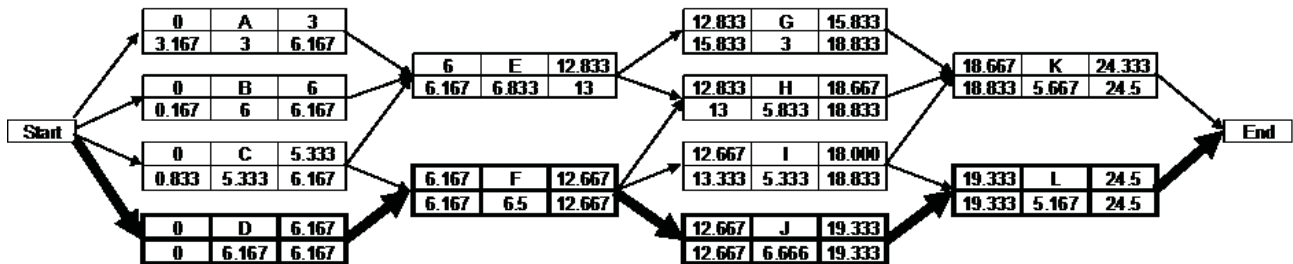 0 A 3
3.167 3 6.167
0 B 6
0.167 6 6.167
Start
0 C 5.333
0.833 5.333 6.167
0 D 6.167
0 6.167 6.167
6 E 12.833
6.167 6.833 13
6.167 F 12.667
6.167 6.5 12.667
12.833 G 15.833
15.833 3 18.833
12.833 H 18.667
13 5.833 18.833
12.667 I 18.000
13.333 5.333 18.833
12.667 J 19.333
12.667 6.666 19.333
18.667 K 24.333
18.833 5.667 24.5
19.333 L 24.5
19.333 5.167 24.5
End